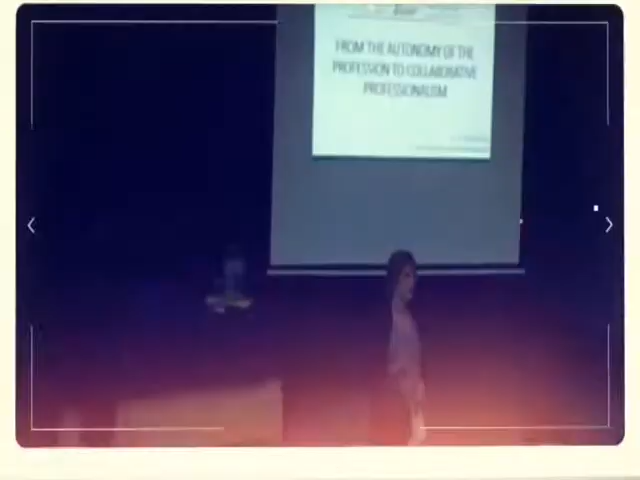 FROM THE AUTONOMY OF THE
PROFESSION TO COLLABORATIVE
PROFESSIONALISM